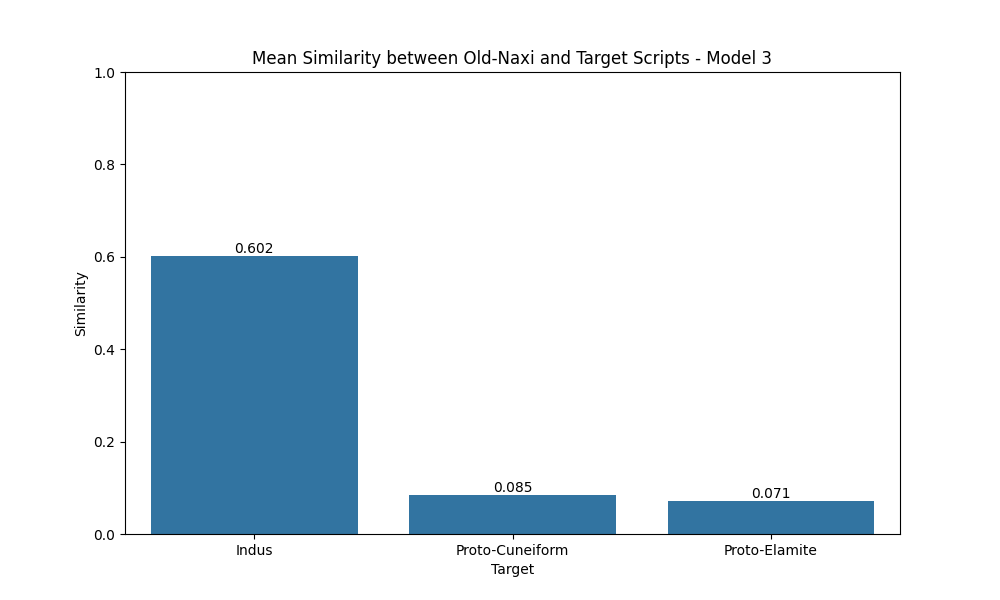 Mean Similarity between Old-Naxi and Target Scripts - Model 3
1.0
0.8
0.6
0.4
0.2
0.0
Similarity
0.602
0.085
0.071
Indus
Proto-Cuneiform
Proto-Elamite
Target